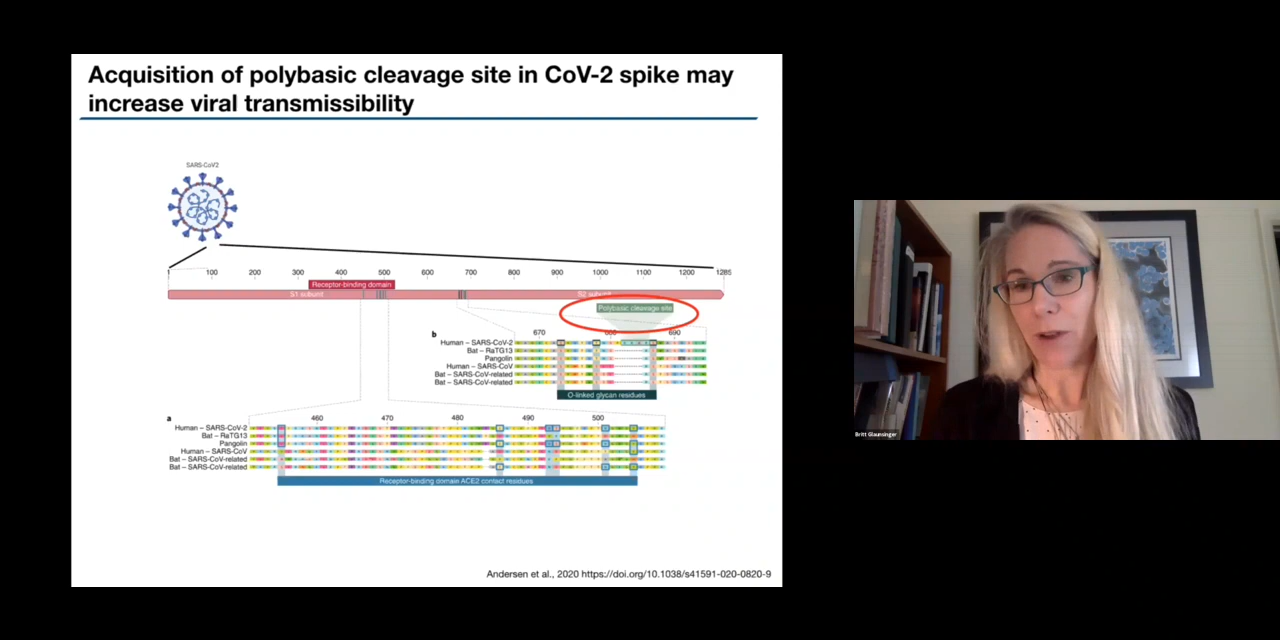 Acquisition of polybasic cleavage site in CoV-2 spike may
increase viral transmissibility
SARS-CoV2
1 100 200 300 400 500 600 700 800 900 1000 1100 1200 1285
Receptor-binding domain
S1 subunit S2 subunit
Polybasic cleavage site
b 670 690
Human – SARS-CoV-2
Bat – RaTG13
Pangolin
Human – SARS-CoV
Bat – SARS-CoV-related
Bat – SARS-CoV-related
O-linked glycan residues
a 460 470 480 490 500
Human – SARS-CoV-2
Bat – RaTG13
Pangolin
Human – SARS-CoV
Bat – SARS-CoV-related
Bat – SARS-CoV-related
Receptor-binding domain ACE2 contact residues
Andersen et al., 2020 https://doi.org/10.1038/s41591-020-0820-9
Britt Glaunsinger